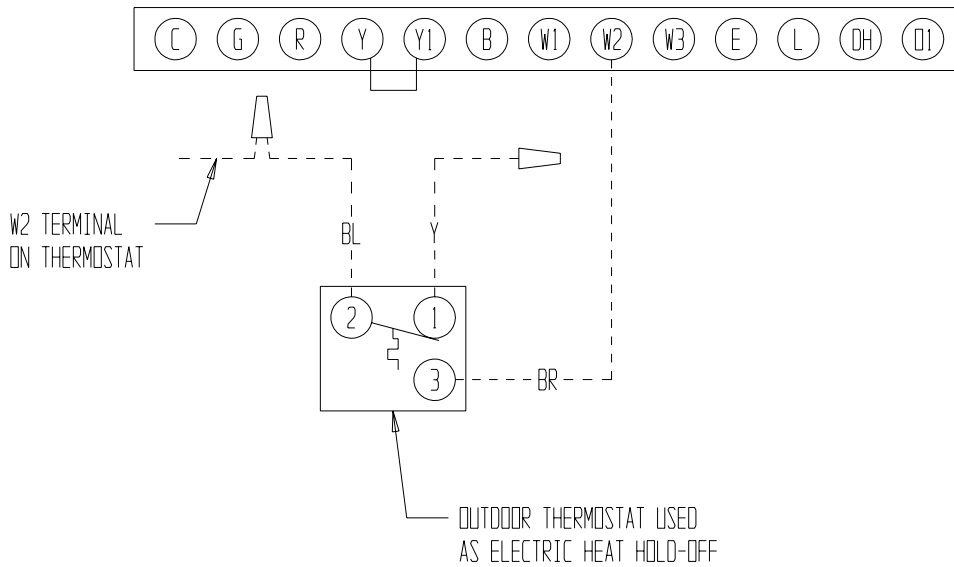 C G R Y Y1 B W1 W2 W3 E L DH O1
W2 TERMINAL
ON THERMOSTAT
BL
Y
2
1
3
BR
OUTDOOR THERMOSTAT USED
AS ELECTRIC HEAT HOLD-OFF